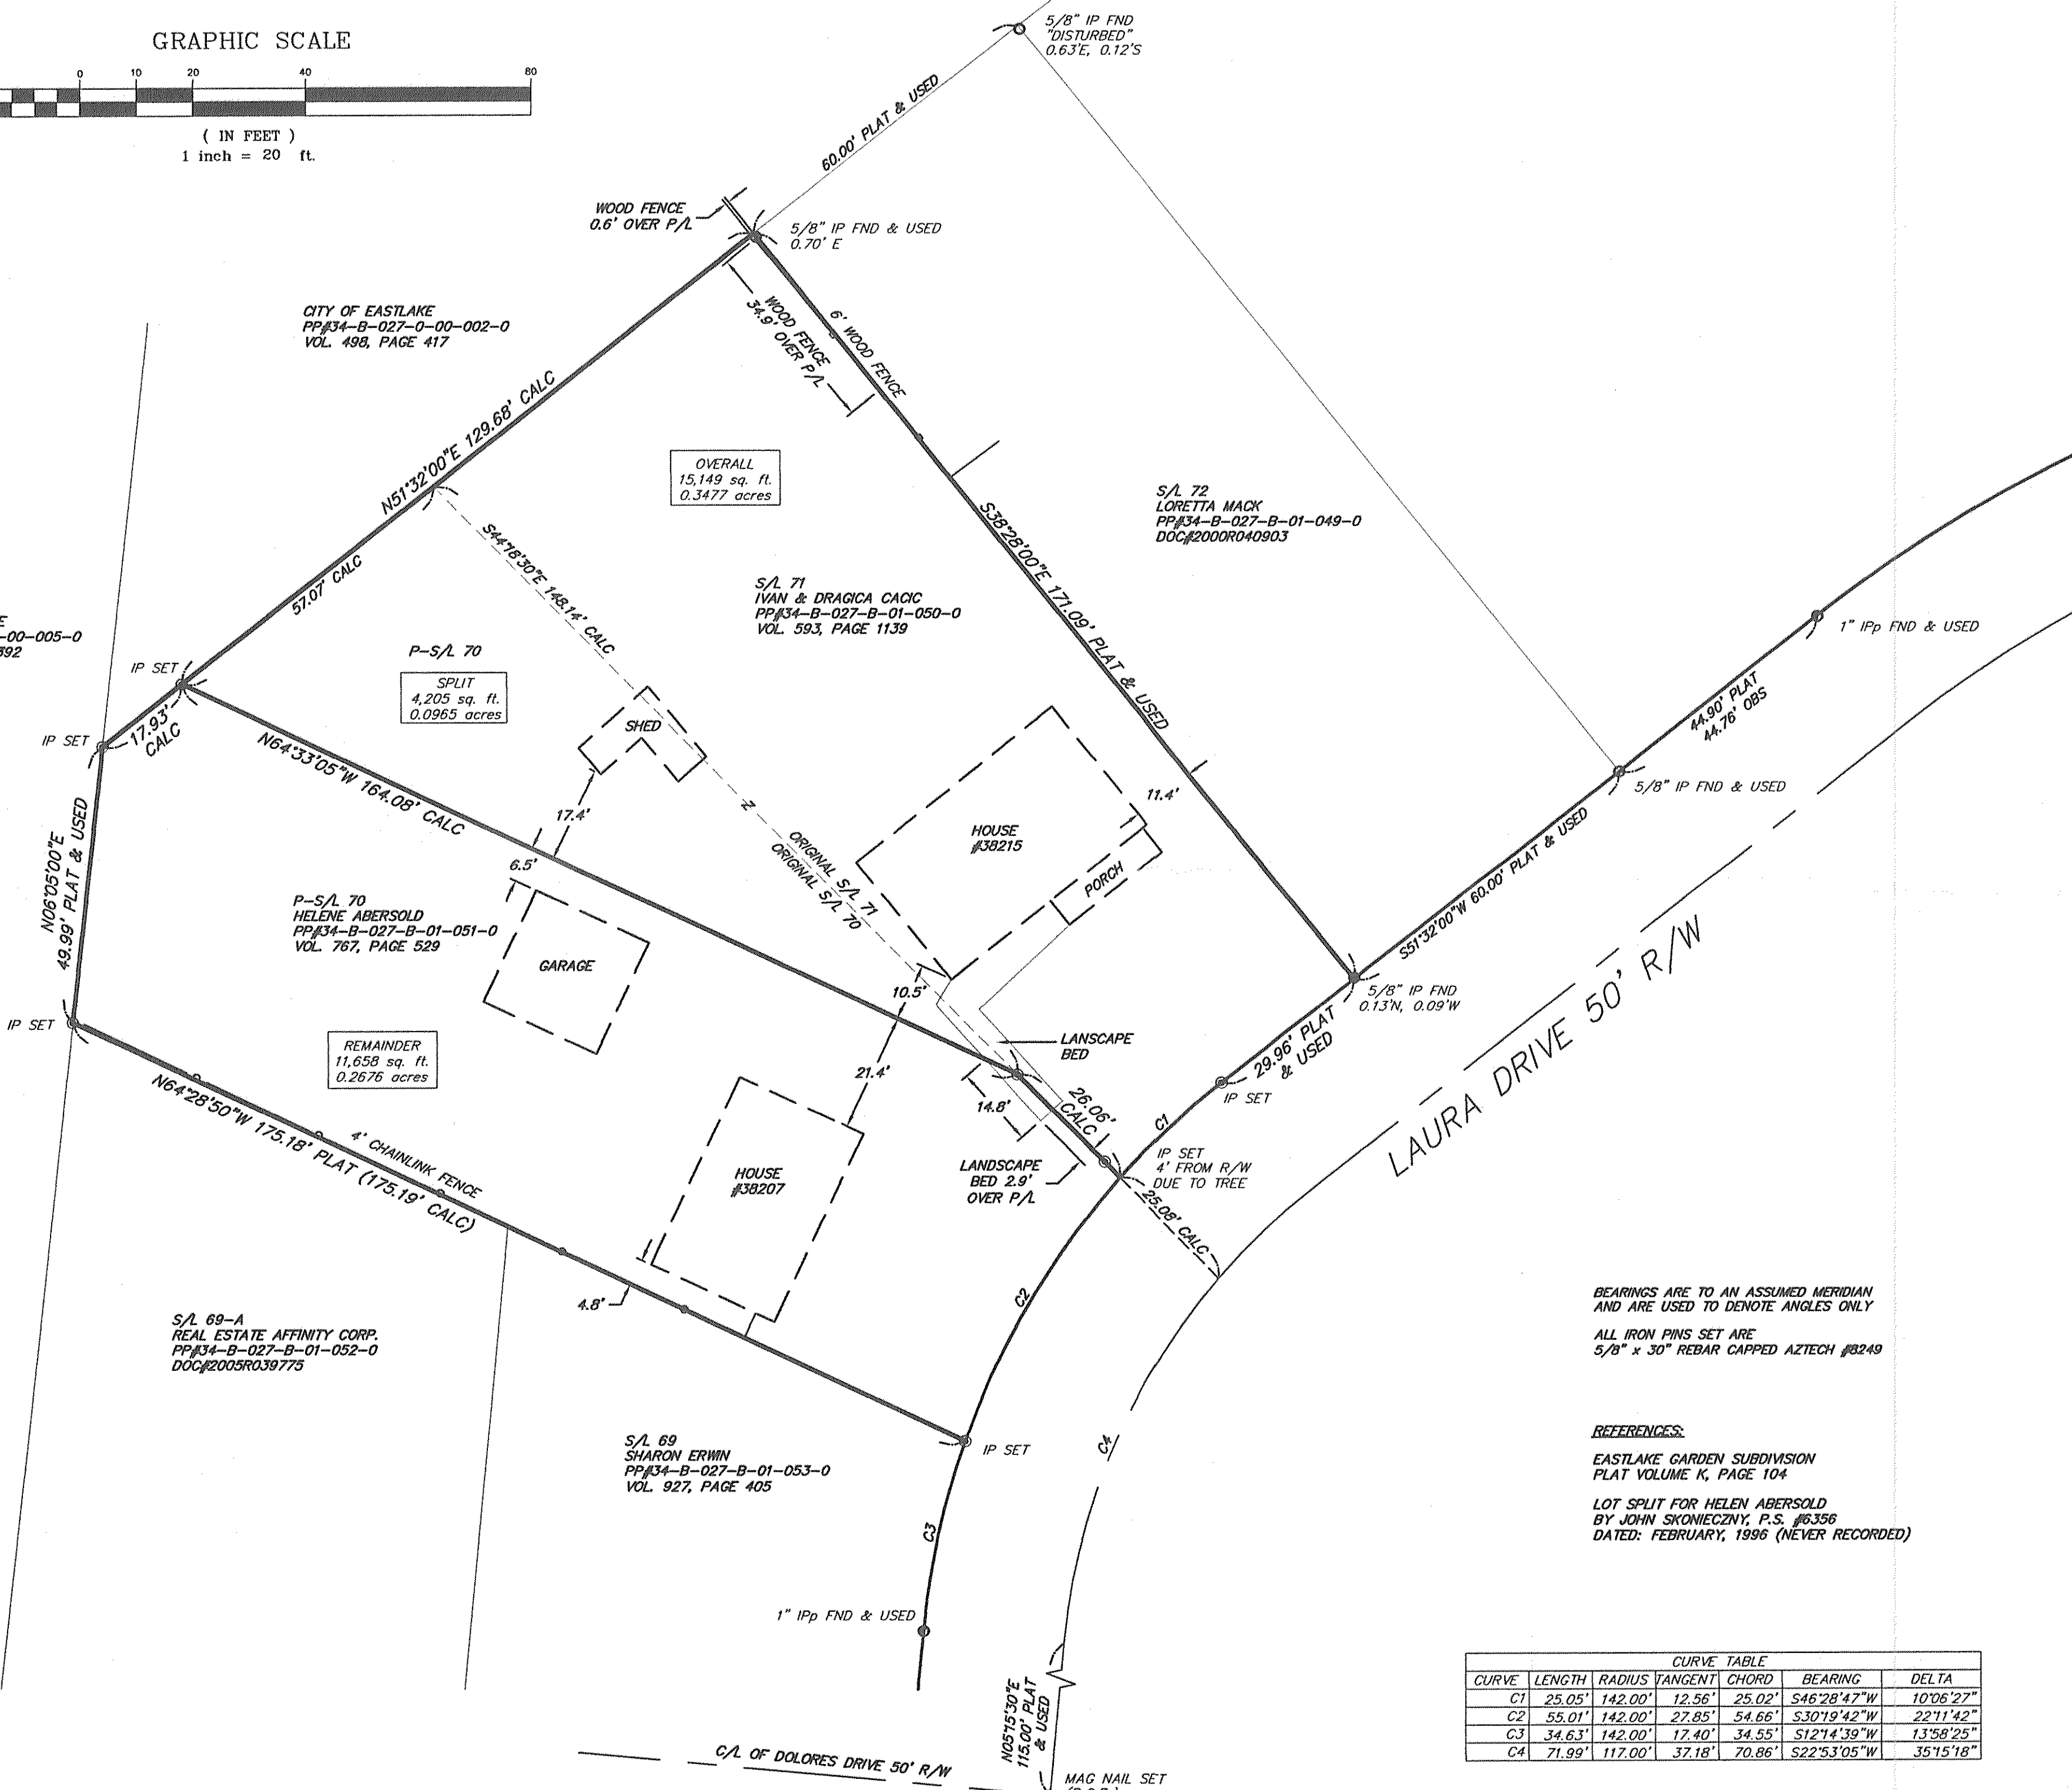 GRAPHIC SCALE
0 10 20 40 80
( IN FEET )
1 inch = 20 ft.
5/8" IP FND
"DISTURBED"
0.63'E, 0.12'S
60.00' PLAT & USED
WOOD FENCE
0.6' OVER P/L
5/8" IP FND & USED
0.70' E
WOOD FENCE
34.9' OVER P/L
6' WOOD FENCE
CITY OF EASTLAKE
PP#34-B-027-0-00-002-0
VOL. 498, PAGE 417
N51°32'00"E 129.68' CALC
57.07' CALC
OVERALL
15,149 sq. ft.
0.3477 acres
S44°18'30"E 148.14' CALC
S/L 72
LORETTA MACK
PP#34-B-027-B-01-049-0
DOC#2000R040903
S38°28'00"E 171.09' PLAT & USED
S/L 71
IVAN & DRAGICA CACIC
PP#34-B-027-B-01-050-0
VOL. 593, PAGE 1139
E
-00-005-0
392
P-S/L 70
SPLIT
4,205 sq. ft.
0.0965 acres
IP SET
IP SET
17.93'
CALC
N64°33'05"W 164.08' CALC
SHED
17.4'
6.5'
1" IPp FND & USED
44.90' PLAT
44.76' OBS
5/8" IP FND & USED
11.4'
HOUSE
#38215
PORCH
Z
ORIGINAL S/L 71
ORIGINAL S/L 70
N06°05'00"E
49.99' PLAT & USED
P-S/L 70
HELENE ABERSOLD
PP#34-B-027-B-01-051-0
VOL. 767, PAGE 529
GARAGE
S51°32'00"W 60.00' PLAT & USED
5/8" IP FND
0.13'N, 0.09'W
LAURA DRIVE 50' R/W
10.5'
IP SET
REMAINDER
11,658 sq. ft.
0.2676 acres
LANSCAPE
BED
29.96' PLAT
& USED
IP SET
21.4'
14.8'
26.06'
CALC
C1
N64°28'50"W 175.18' PLAT (175.19' CALC)
4' CHAINLINK FENCE
HOUSE
#38207
LANDSCAPE
BED 2.9'
OVER P/L
IP SET
4' FROM R/W
DUE TO TREE
25.08' CALC
C2
4.8'
BEARINGS ARE TO AN ASSUMED MERIDIAN
AND ARE USED TO DENOTE ANGLES ONLY
ALL IRON PINS SET ARE
5/8" x 30" REBAR CAPPED AZTECH #8249
S/L 69-A
REAL ESTATE AFFINITY CORP.
PP#34-B-027-B-01-052-0
DOC#2005R039775
S/L 69
SHARON ERWIN
PP#34-B-027-B-01-053-0
VOL. 927, PAGE 405
IP SET
C4
C3
REFERENCES:
EASTLAKE GARDEN SUBDIVISION
PLAT VOLUME K, PAGE 104
LOT SPLIT FOR HELEN ABERSOLD
BY JOHN SKONIECZNY, P.S. #6356
DATED: FEBRUARY, 1996 (NEVER RECORDED)
1" IPp FND & USED
N05°15'30"E
115.00' PLAT
& USED
C/L OF DOLORES DRIVE 50' R/W
MAG NAIL SET
CURVE TABLE
CURVE LENGTH RADIUS TANGENT CHORD BEARING DELTA
C1 25.05' 142.00' 12.56' 25.02' S46°28'47"W 10°06'27"
C2 55.01' 142.00' 27.85' 54.66' S30°19'42"W 22°11'42"
C3 34.63' 142.00' 17.40' 34.55' S12°14'39"W 13°58'25"
C4 71.99' 117.00' 37.18' 70.86' S22°53'05"W 35°15'18"